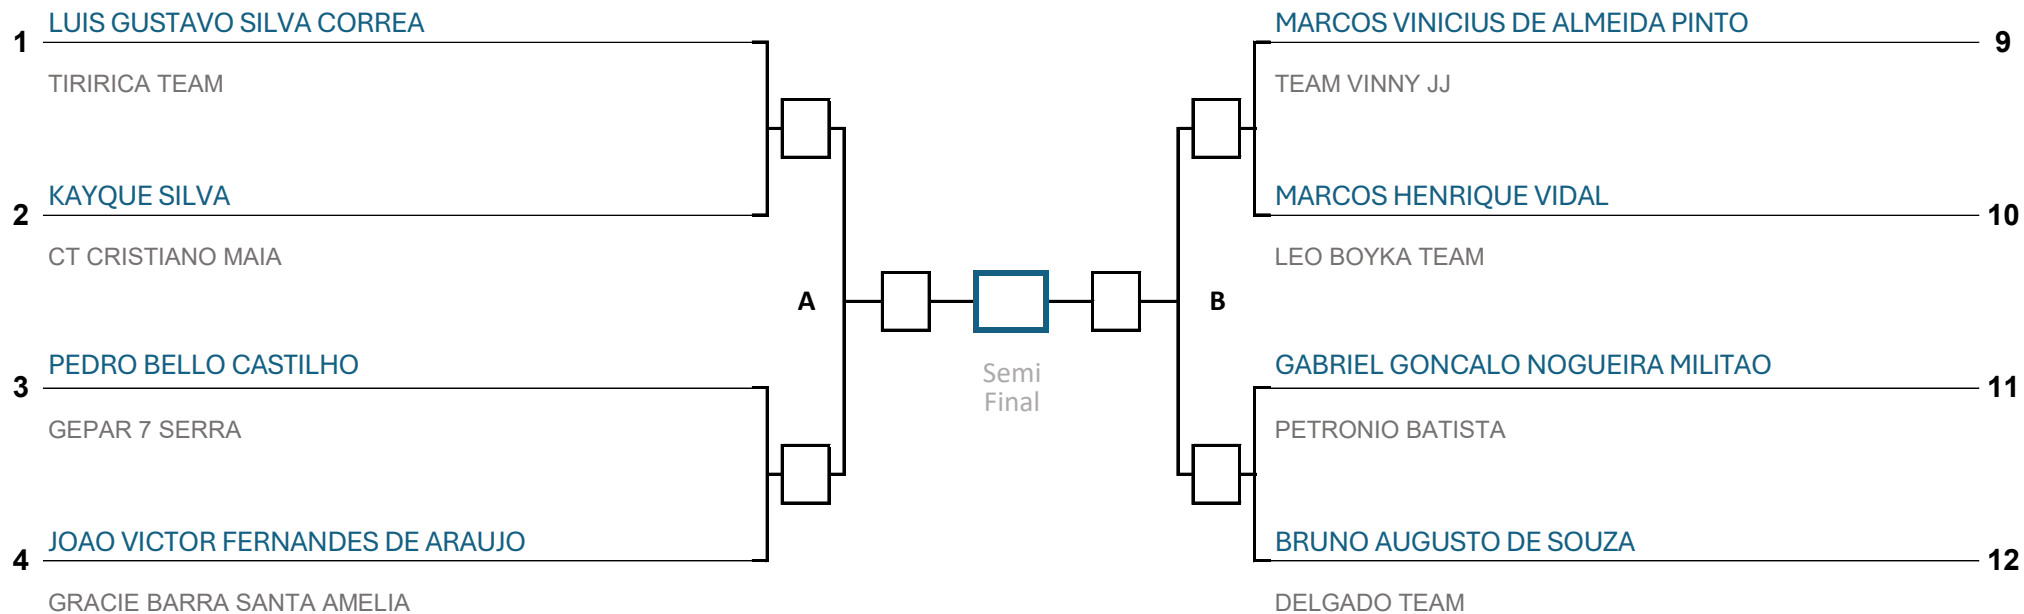 LUIS GUSTAVO SILVA CORREA
1
TIRIRICA TEAM
KAYQUE SILVA
2
CT CRISTIANO MAIA
A
PEDRO BELLO CASTILHO
3
GEPAR 7 SERRA
JOAO VICTOR FERNANDES DE ARAUJO
4
GRACIE BARRA SANTA AMELIA
Semi
Final
MARCOS VINICIUS DE ALMEIDA PINTO
9
TEAM VINNY JJ
MARCOS HENRIQUE VIDAL
10
LEO BOYKA TEAM
B
GABRIEL GONCALO NOGUEIRA MILITAO
11
PETRONIO BATISTA
BRUNO AUGUSTO DE SOUZA
12
DELGADO TEAM